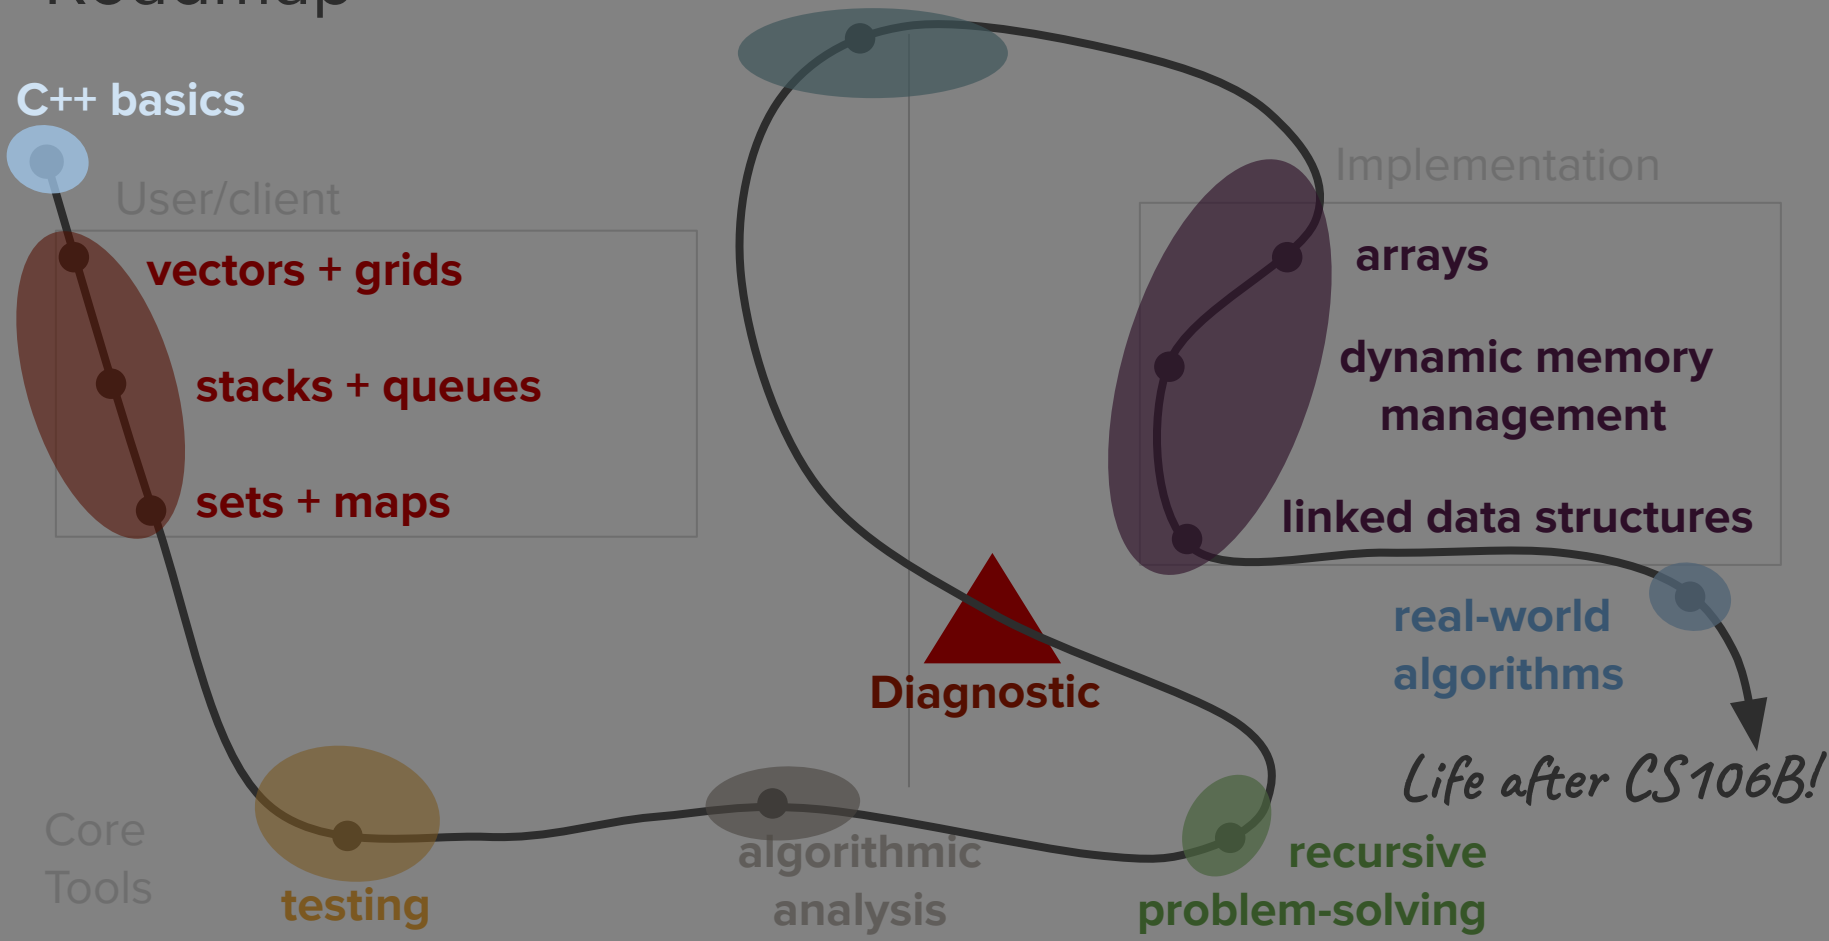 Roadmap
C++ basics
User/client
vectors + grids
stacks + queues
sets + maps
Core
Tools
testing
algorithmic
analysis
recursive
problem-solving
Diagnostic
Implementation
arrays
dynamic memory
management
linked data structures
real-world
algorithms
Life after CS106B!